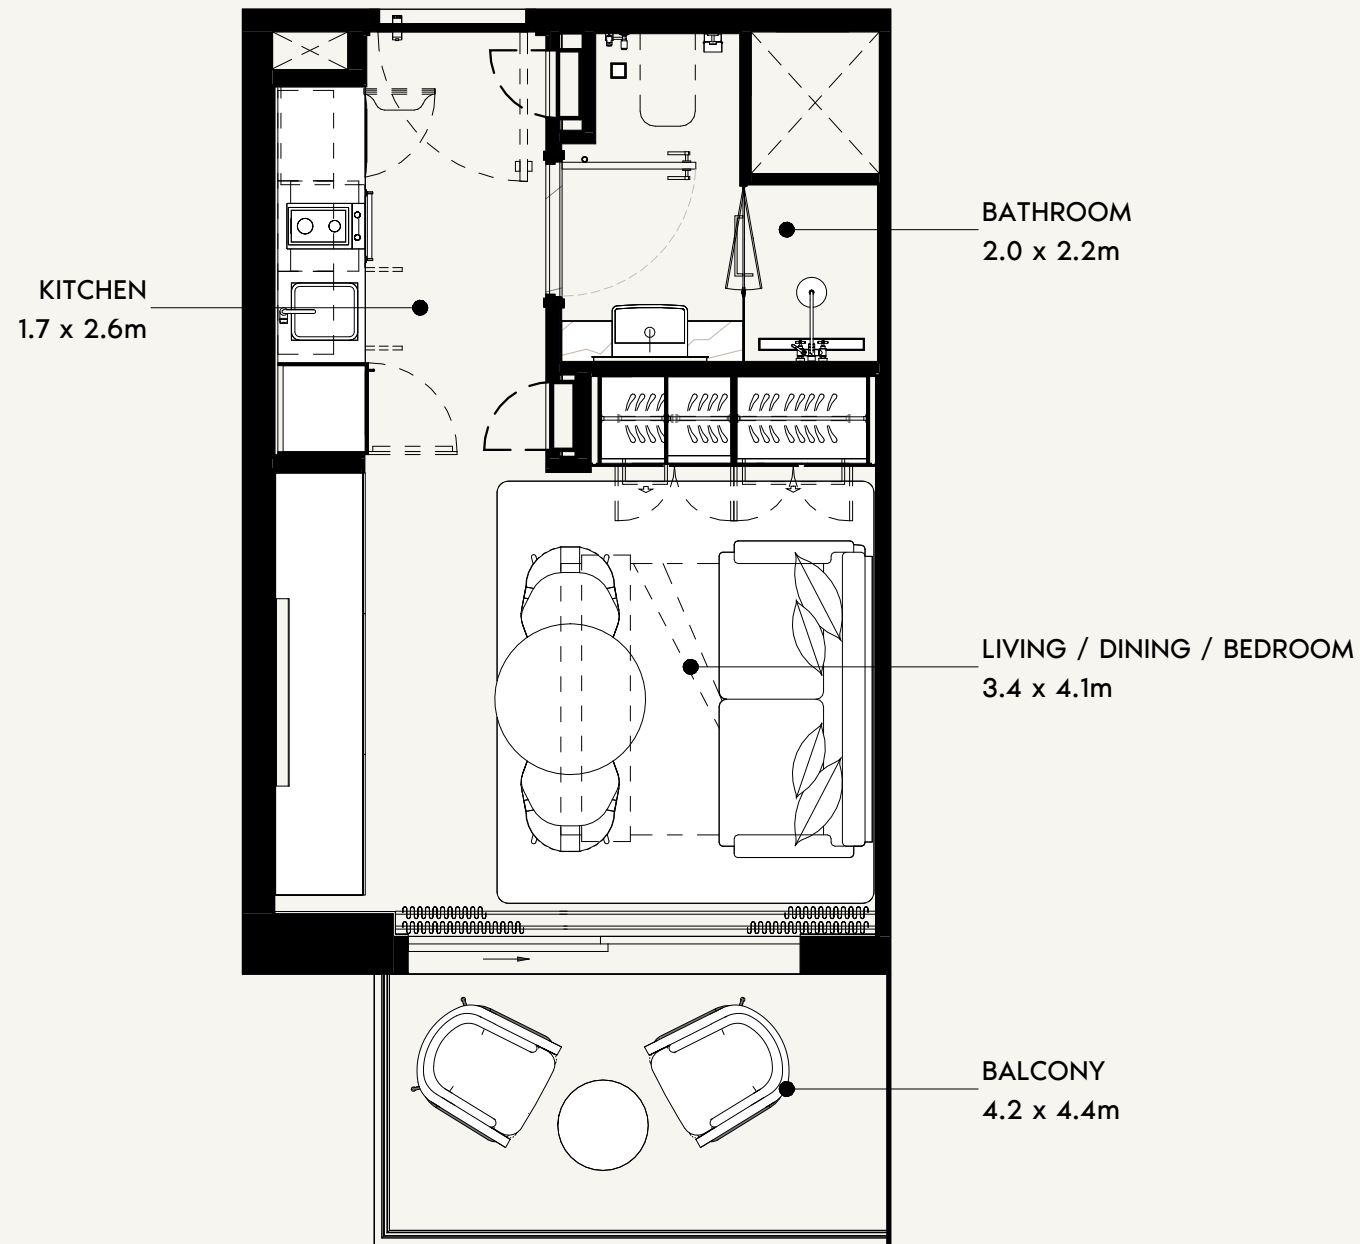 BATHROOM
2.0 x 2.2m
KITCHEN
1.7 x 2.6m
LIVING / DINING / BEDROOM
3.4 x 4.1m
BALCONY
4.2 x 4.4m